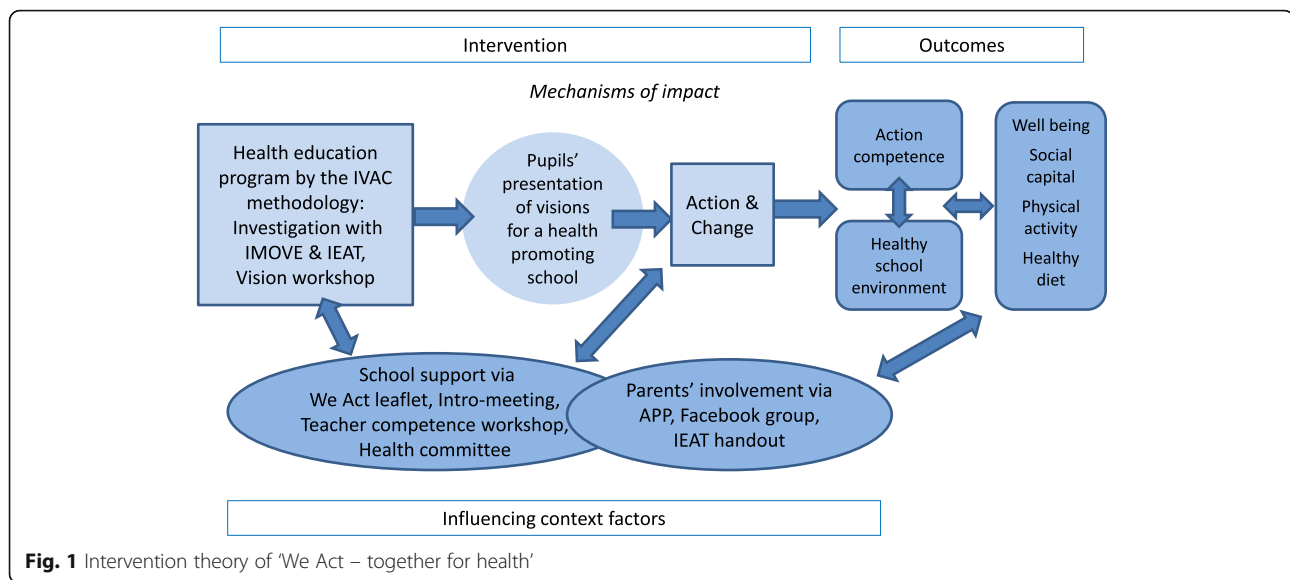 Intervention
Outcomes
Mechanisms of impact
Health education
program by the IVAC
methodology:
Investigation with
IMOVE & IEAT,
Vision workshop
Pupils’
presentation
of visions
for a health
promoting
school
Action &
Change
Action
competence
Healthy
school
environment
Well being
Social
capital
Physical
activity
Healthy
diet
School support via
We Act leaflet, Intro-meeting,
Teacher competence workshop,
Health committee
Parents’ involvement via
APP, Facebook group,
IEAT handout
Influencing context factors
Fig. 1 Intervention theory of ‘We Act – together for health’